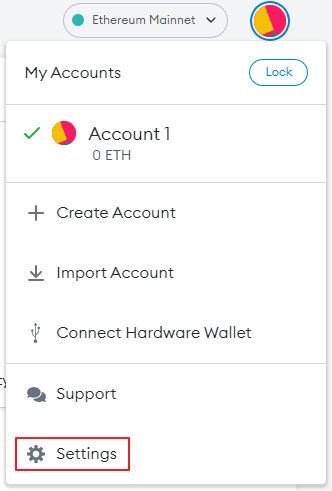 Ethereum Mainnet
My Accounts
Lock
Account 1
0 ETH
Create Account
Import Account
Connect Hardware Wallet
Support
Settings